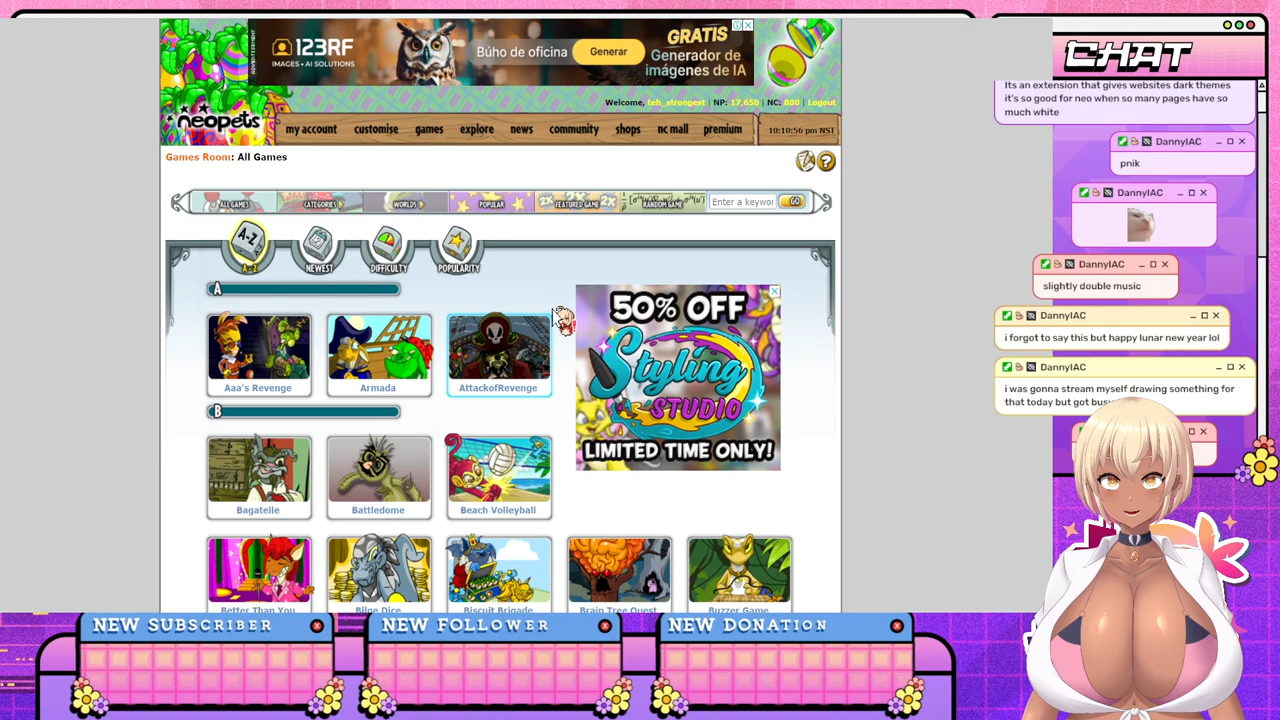 ADVERTISEMENT
123RF
IMAGES • AI SOLUTIONS
Búho de oficina
Generar
GRATIS
Generador de
imágenes de IA
Welcome, teh_strongest | NP: 17,650 | NC: 800 | Logout
neopets
my account customise games explore news community shops nc mall premium
10:10:56 pm NST
Games Room: All Games
ALL GAMES CATEGORIES WORLDS POPULAR 2X FEATURED GAME 2X RANDOM GAME Enter a keywor GO
A-Z
A-Z NEWEST DIFFICULTY POPULARITY
A
Aaa's Revenge Armada AttackofRevenge
50% OFF
Styling
STUDIO
LIMITED TIME ONLY!
B
Bagatelle Battledome Beach Volleyball
Better Than You Bilge Dice Biscuit Brigade Brain Tree Quest Buzzer Game
CHAT
Its an extension that gives websites dark themes
it's so good for neo when so many pages have so
much white
DannyIAC
pnik
DannyIAC
DannyIAC
slightly double music
DannyIAC
i forgot to say this but happy lunar new year lol
DannyIAC
i was gonna stream myself drawing something for
that today but got
NEW SUBSCRIBER
NEW FOLLOWER
NEW DONATION